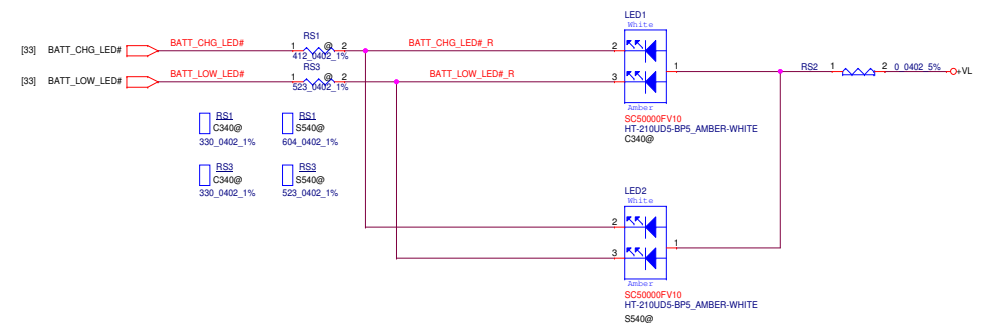 LED1
White
[33] BATT_CHG_LED#
BATT_CHG_LED#
RS1
1 @ 2
412_0402_1%
BATT_CHG_LED#_R
2
[33] BATT_LOW_LED#
BATT_LOW_LED#
RS3
1 @ 2
523_0402_1%
BATT_LOW_LED#_R
3
1
RS2 1 2 0_0402_5%
+VL
Amber
SC50000FV10
HT-210UD5-BP5_AMBER-WHITE
C340@
RS1
C340@
330_0402_1%
RS1
S540@
604_0402_1%
RS3
C340@
330_0402_1%
RS3
S540@
523_0402_1%
LED2
White
2
3
1
Amber
SC50000FV10
HT-210UD5-BP5_AMBER-WHITE
S540@